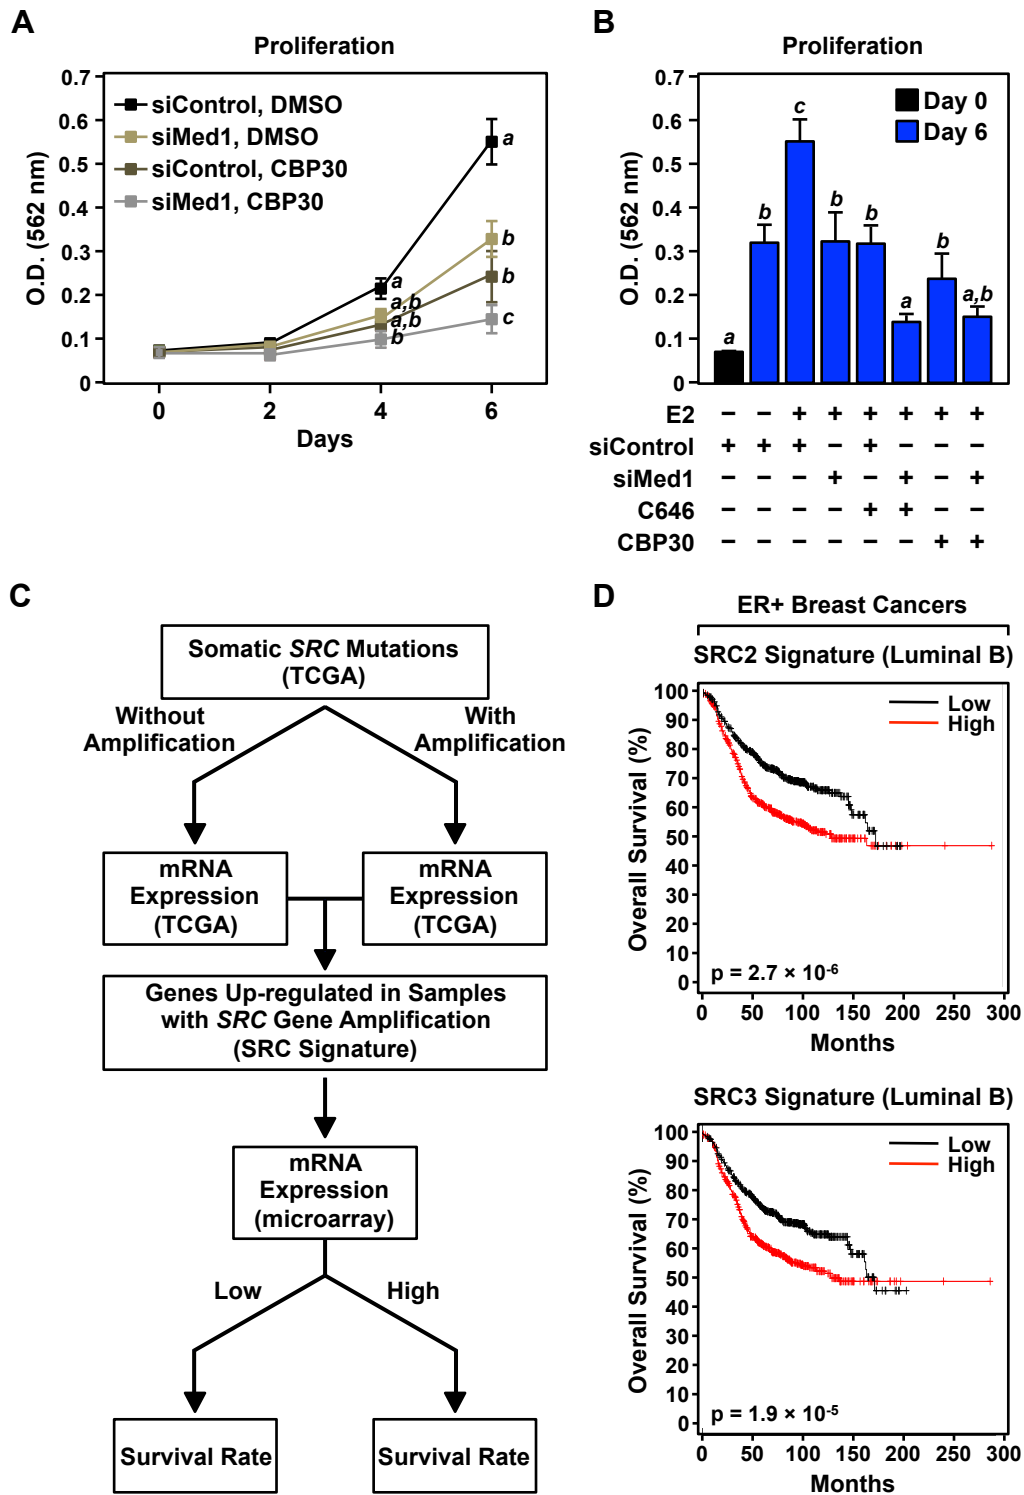 A
Proliferation
O.D. (562 nm)
0.7
0.6
0.5
0.4
0.3
0.2
0.1
0
siControl, DMSO
siMed1, DMSO
siControl, CBP30
siMed1, CBP30
a
b
b
c
a
a,b
a,b
b
0 2 4 6
Days
B
Proliferation
O.D. (562 nm)
0.7
0.6
0.5
0.4
0.3
0.2
0.1
0
Day 0
Day 6
a b c b b a b a,b
E2 − − + + + + + +
siControl + + + − + − + −
siMed1 − − − + − + − +
C646 − − − − + + − −
CBP30 − − − − − − + +
C
Somatic SRC Mutations
(TCGA)
Without
Amplification
With
Amplification
mRNA
Expression
(TCGA)
mRNA
Expression
(TCGA)
Genes Up-regulated in Samples
with SRC Gene Amplification
(SRC Signature)
mRNA
Expression
(microarray)
Low
High
Survival Rate
Survival Rate
D
ER+ Breast Cancers
SRC2 Signature (Luminal B)
Overall Survival (%)
100
90
80
70
60
50
40
30
20
10
0
Low
High
p = 2.7 × 10⁻⁶
0 50 100 150 200 250 300
Months
SRC3 Signature (Luminal B)
Overall Survival (%)
100
90
80
70
60
50
40
30
20
10
0
Low
High
p = 1.9 × 10⁻⁵
0 50 100 150 200 250 300
Months